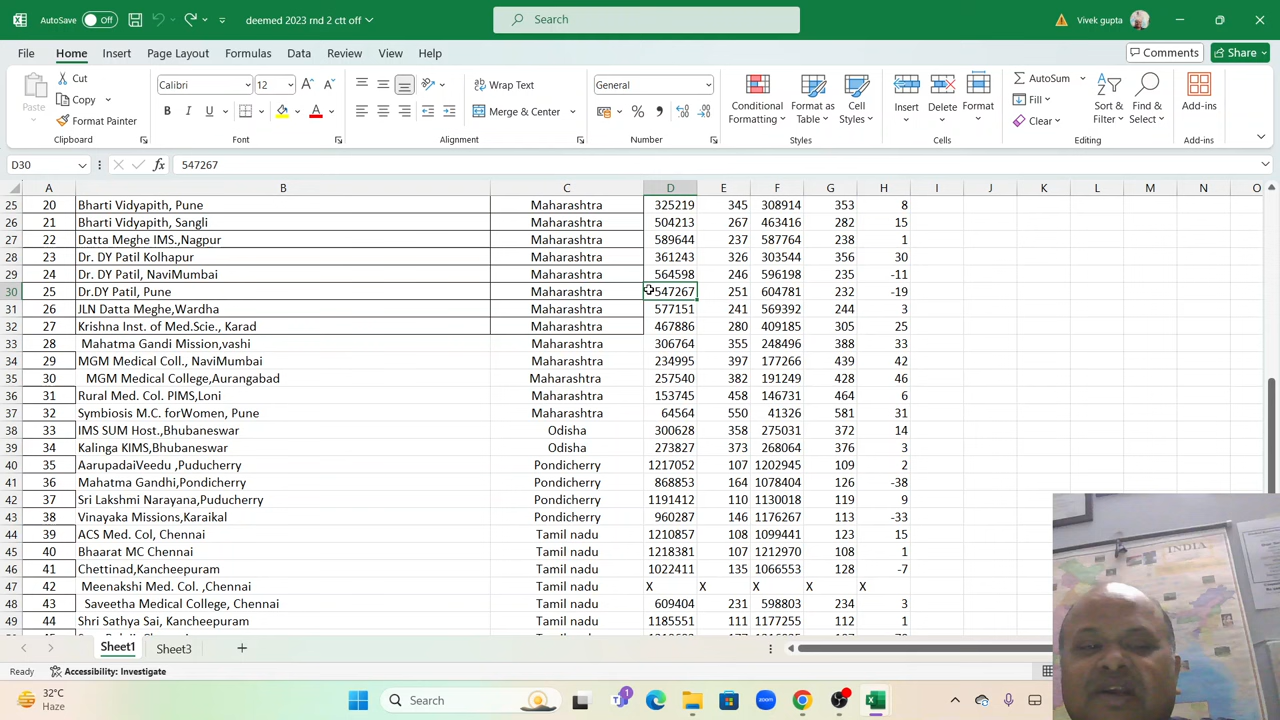 AutoSave Off deemed 2023 rnd 2 ctt off Search Vivek gupta
File Home Insert Page Layout Formulas Data Review View Help Comments Share
Paste Cut Copy Format Painter Calibri 12 Wrap Text Merge & Center General Conditional Formatting Format as Table Cell Styles Insert Delete Format AutoSum Fill Clear Sort & Filter Find & Select Add-ins
Clipboard Font Alignment Number Styles Cells Editing Add-ins
D30 fx 547267
A B C D E F G H I J K L M N O
25 20 Bharti Vidyapith, Pune Maharashtra 325219 345 308914 353 8
26 21 Bharti Vidyapith, Sangli Maharashtra 504213 267 463416 282 15
27 22 Datta Meghe IMS.,Nagpur Maharashtra 589644 237 587764 238 1
28 23 Dr. DY Patil Kolhapur Maharashtra 361243 326 303544 356 30
29 24 Dr. DY Patil, NaviMumbai Maharashtra 564598 246 596198 235 -11
30 25 Dr.DY Patil, Pune Maharashtra 547267 251 604781 232 -19
31 26 JLN Datta Meghe,Wardha Maharashtra 577151 241 569392 244 3
32 27 Krishna Inst. of Med.Scie., Karad Maharashtra 467886 280 409185 305 25
33 28 Mahatma Gandi Mission,vashi Maharashtra 306764 355 248496 388 33
34 29 MGM Medical Coll., NaviMumbai Maharashtra 234995 397 177266 439 42
35 30 MGM Medical College,Aurangabad Maharashtra 257540 382 191249 428 46
36 31 Rural Med. Col. PIMS,Loni Maharashtra 153745 458 146731 464 6
37 32 Symbiosis M.C. forWomen, Pune Maharashtra 64564 550 41326 581 31
38 33 IMS SUM Host.,Bhubaneswar Odisha 300628 358 275031 372 14
39 34 Kalinga KIMS,Bhubaneswar Odisha 273827 373 268064 376 3
40 35 AarupadaiVeedu ,Puducherry Pondicherry 1217052 107 1202945 109 2
41 36 Mahatma Gandhi,Pondicherry Pondicherry 868853 164 1078404 126 -38
42 37 Sri Lakshmi Narayana,Puducherry Pondicherry 1191412 110 1130018 119 9
43 38 Vinayaka Missions,Karaikal Pondicherry 960287 146 1176267 113 -33
44 39 ACS Med. Col, Chennai Tamil nadu 1210857 108 1099441 123 15
45 40 Bhaarat MC Chennai Tamil nadu 1218381 107 1212970 108 1
46 41 Chettinad,Kancheepuram Tamil nadu 1022411 135 1066553 128 -7
47 42 Meenakshi Med. Col. ,Chennai Tamil nadu X X X X X
48 43 Saveetha Medical College, Chennai Tamil nadu 609404 231 598803 234 3
49 44 Shri Sathya Sai, Kancheepuram Tamil nadu 1185551 111 1177255 112 1
Sheet1 Sheet3
Ready Accessibility: Investigate
32°C
Haze
Search
INDIA